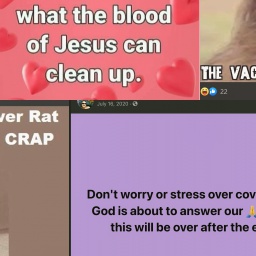 what the blood
of Jesus can
clean up.
THE VAC
22
ver Rat
CRAP
July 16, 2020
Don't worry or stress over cov
God is about to answer our 🙏
this will be over after the e